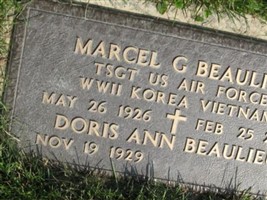 MARCEL G BEAULI
TSGT US AIR FORCE
WWII KOREA VIETNAM
MAY 26 1926 FEB 25 2
DORIS ANN BEAULIE
NOV 19 1929